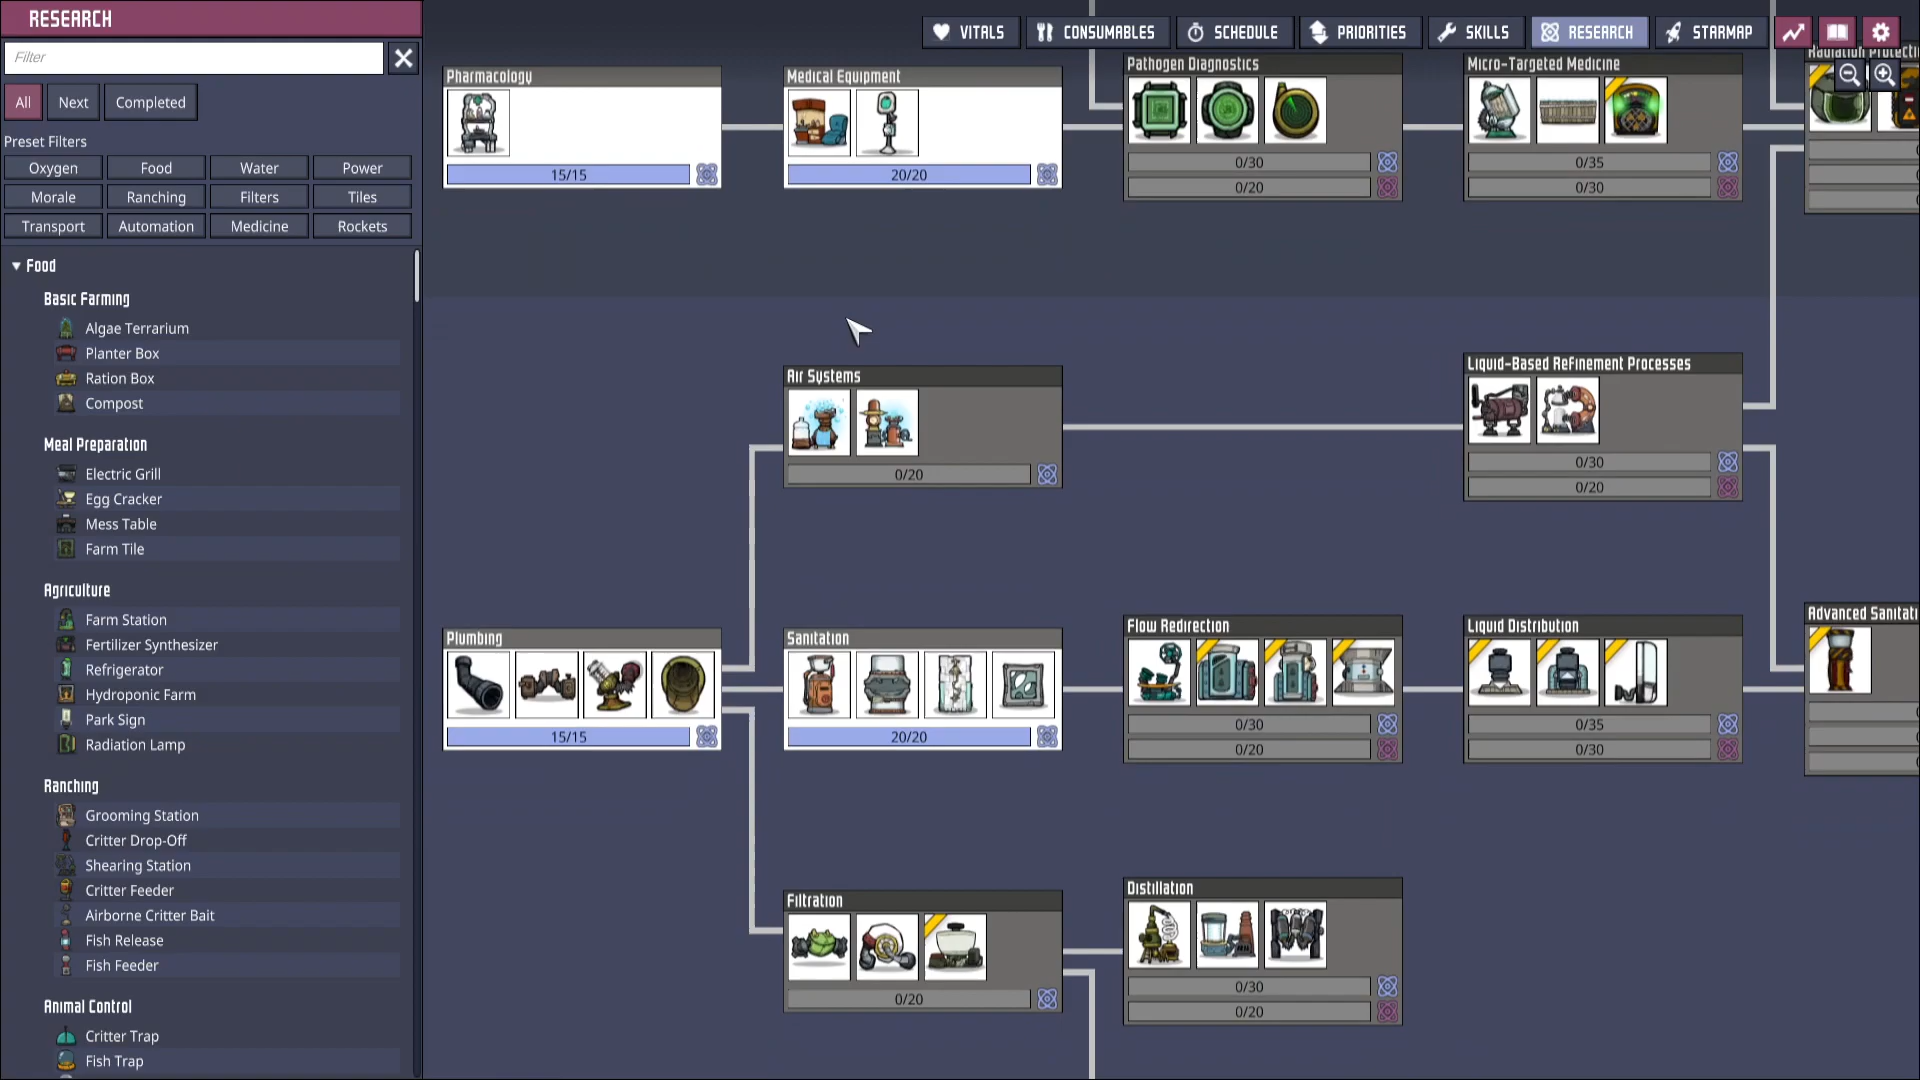 RESEARCH
VITALS
CONSUMABLES
SCHEDULE
PRIORITIES
SKILLS
RESEARCH
STARMAP
Filter
All
Next
Completed
Preset Filters
Oxygen
Food
Water
Power
Morale
Ranching
Filters
Tiles
Transport
Automation
Medicine
Rockets
Food
Basic Farming
Algae Terrarium
Planter Box
Ration Box
Compost
Meal Preparation
Electric Grill
Egg Cracker
Mess Table
Farm Tile
Agriculture
Farm Station
Fertilizer Synthesizer
Refrigerator
Hydroponic Farm
Park Sign
Radiation Lamp
Ranching
Grooming Station
Critter Drop-Off
Shearing Station
Critter Feeder
Airborne Critter Bait
Fish Release
Fish Feeder
Animal Control
Critter Trap
Fish Trap
Pharmacology
15/15
Medical Equipment
20/20
Pathogen Diagnostics
0/30
0/20
Micro-Targeted Medicine
0/35
0/30
Air Systems
0/20
Liquid-Based Refinement Processes
0/30
0/20
Plumbing
15/15
Sanitation
20/20
Flow Redirection
0/30
0/20
Liquid Distribution
0/35
0/30
Advanced Sanitati
Filtration
0/20
Distillation
0/30
0/20